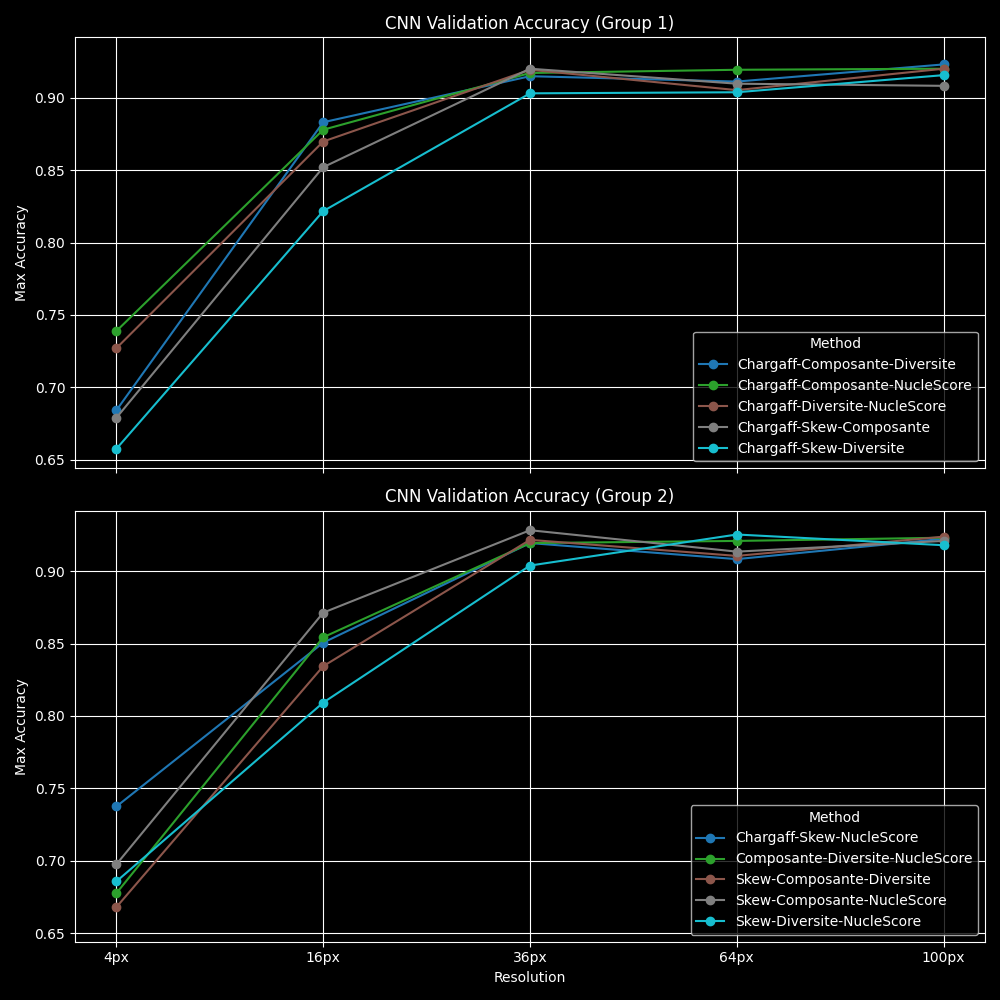 CNN Validation Accuracy (Group 1)
0.90
0.85
0.80
0.75
0.70
0.65
Max Accuracy
Method
Chargaff-Composante-Diversite
Chargaff-Composante-NucleScore
Chargaff-Diversite-NucleScore
Chargaff-Skew-Composante
Chargaff-Skew-Diversite
CNN Validation Accuracy (Group 2)
0.90
0.85
0.80
0.75
0.70
0.65
Max Accuracy
Method
Chargaff-Skew-NucleScore
Composante-Diversite-NucleScore
Skew-Composante-Diversite
Skew-Composante-NucleScore
Skew-Diversite-NucleScore
4px 16px 36px 64px 100px
Resolution